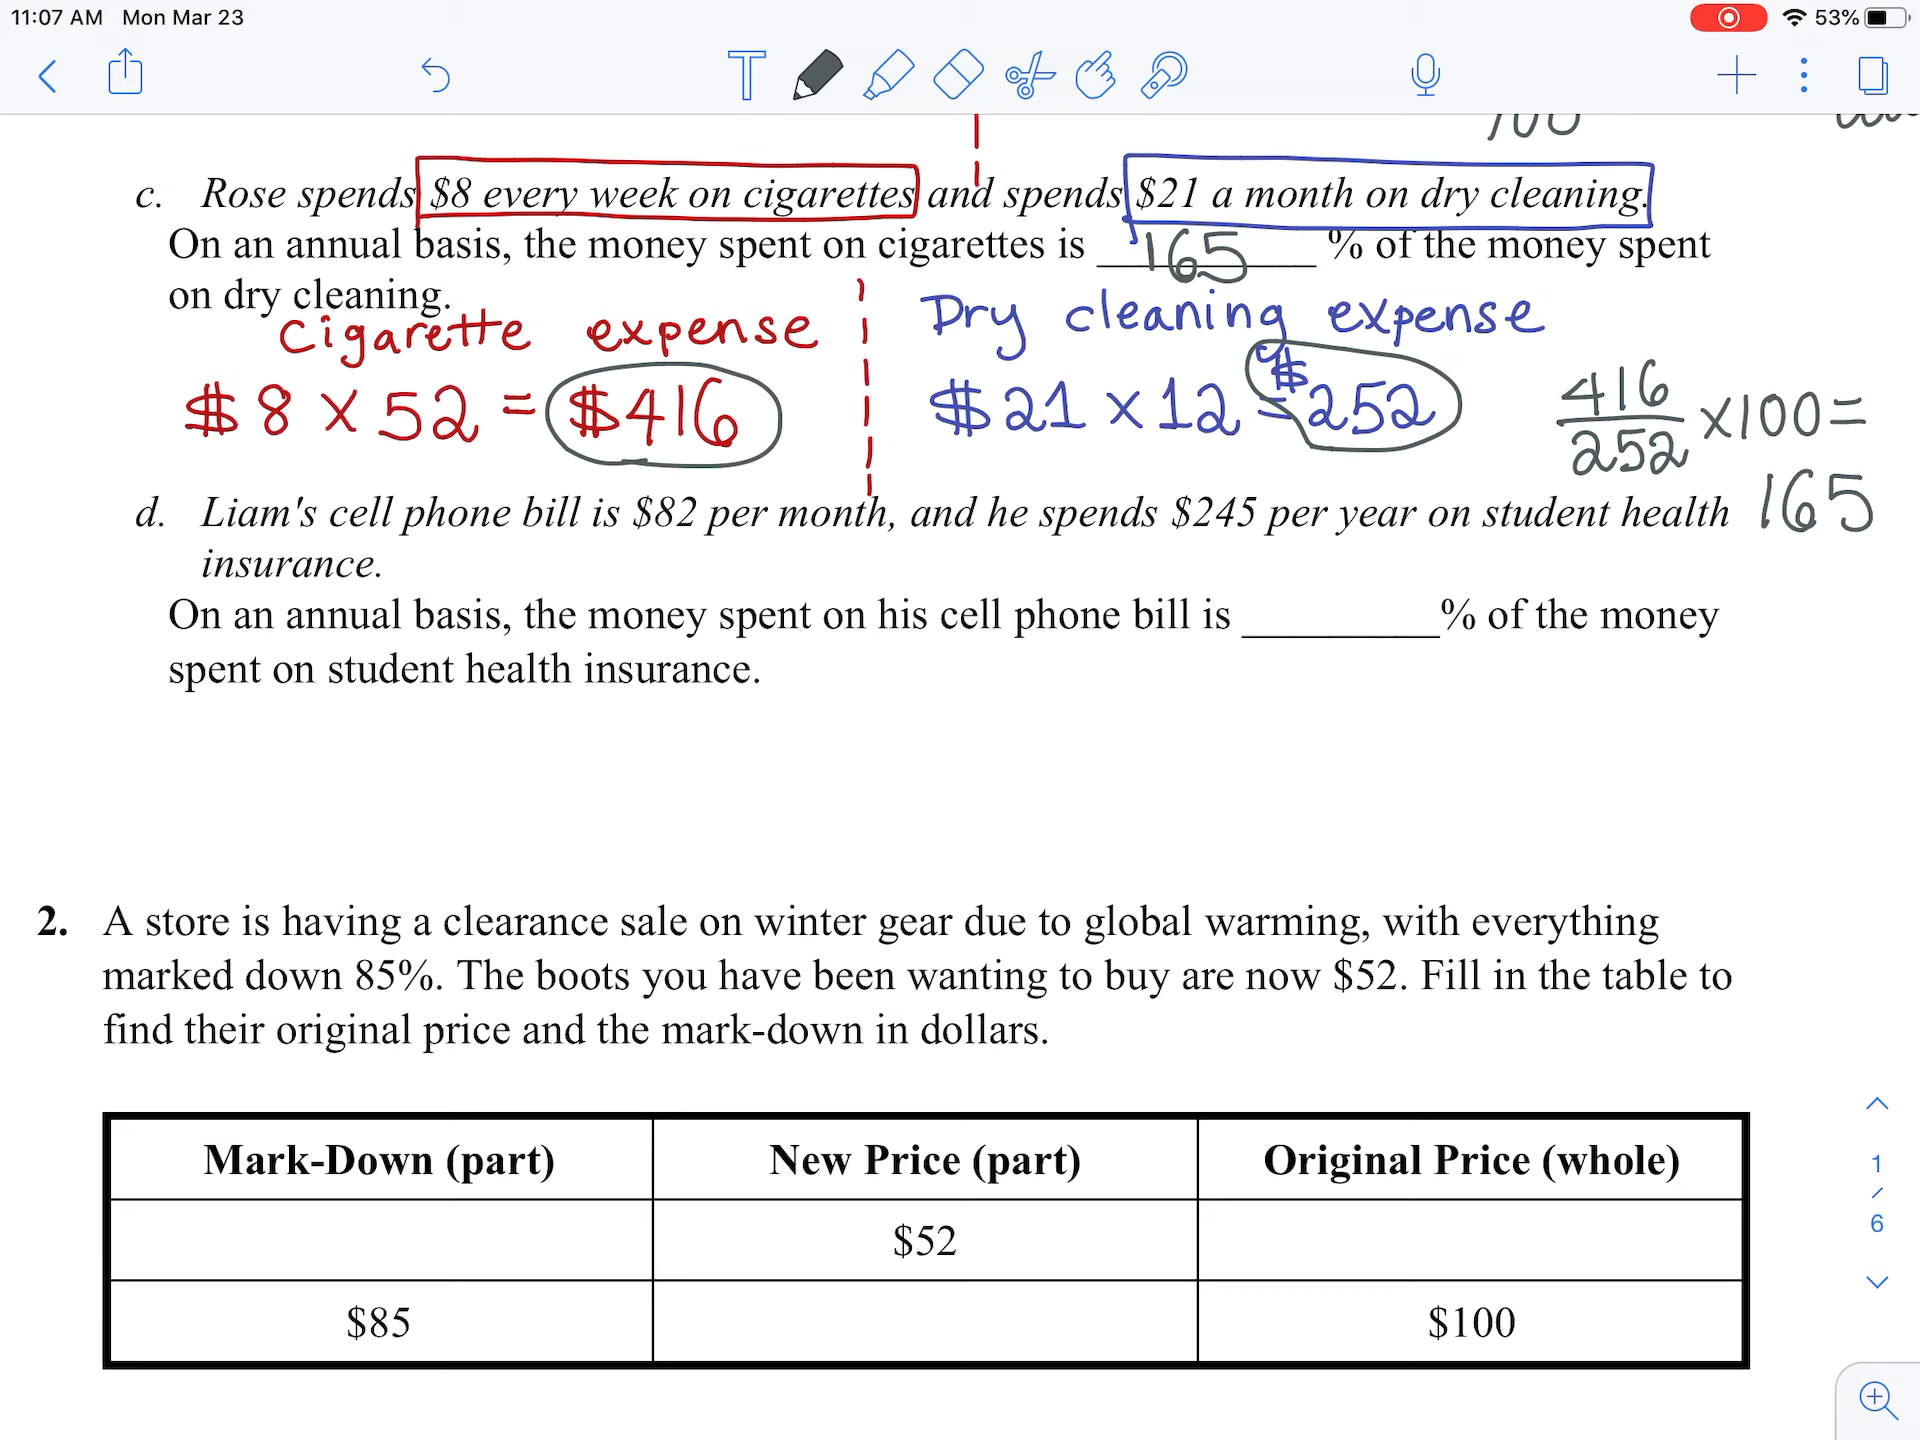 11:07 AM Mon Mar 23
53%
T
100
c. Rose spends $8 every week on cigarettes and spends $21 a month on dry cleaning.
On an annual basis, the money spent on cigarettes is 165 % of the money spent
on dry cleaning.
Cigarette expense
Dry cleaning expense
$8 x 52 = $416
$21 x 12 = $252
416
252
x100=
165
d. Liam's cell phone bill is $82 per month, and he spends $245 per year on student health
insurance.
On an annual basis, the money spent on his cell phone bill is _________% of the money
spent on student health insurance.
2. A store is having a clearance sale on winter gear due to global warming, with everything
marked down 85%. The boots you have been wanting to buy are now $52. Fill in the table to
find their original price and the mark-down in dollars.
Mark-Down (part) New Price (part) Original Price (whole)
$52
$85 $100
1
/
6